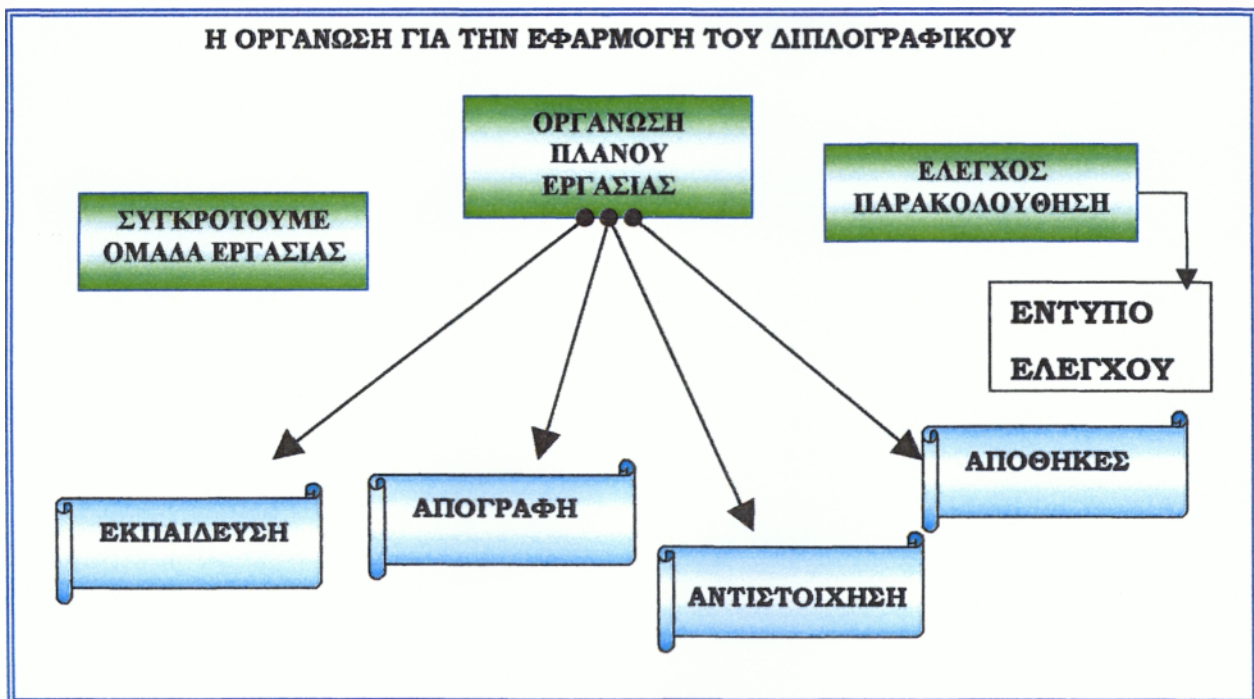 Η ΟΡΓΑΝΩΣΗ ΓΙΑ ΤΗΝ ΕΦΑΡΜΟΓΗ ΤΟΥ ΔΙΠΛΟΓΡΑΦΙΚΟΥ
ΟΡΓΑΝΩΣΗ
ΠΛΑΝΟΥ
ΕΡΓΑΣΙΑΣ
ΕΛΕΓΧΟΣ
ΠΑΡΑΚΟΛΟΥΘΗΣΗ
ΣΥΓΚΡΟΤΟΥΜΕ
ΟΜΑΔΑ ΕΡΓΑΣΙΑΣ
ΕΝΤΥΠΟ
ΕΛΕΓΧΟΥ
ΕΚΠΑΙΔΕΥΣΗ
ΑΠΟΓΡΑΦΗ
ΑΝΤΙΣΤΟΙΧΗΣΗ
ΑΠΟΘΗΚΕΣ